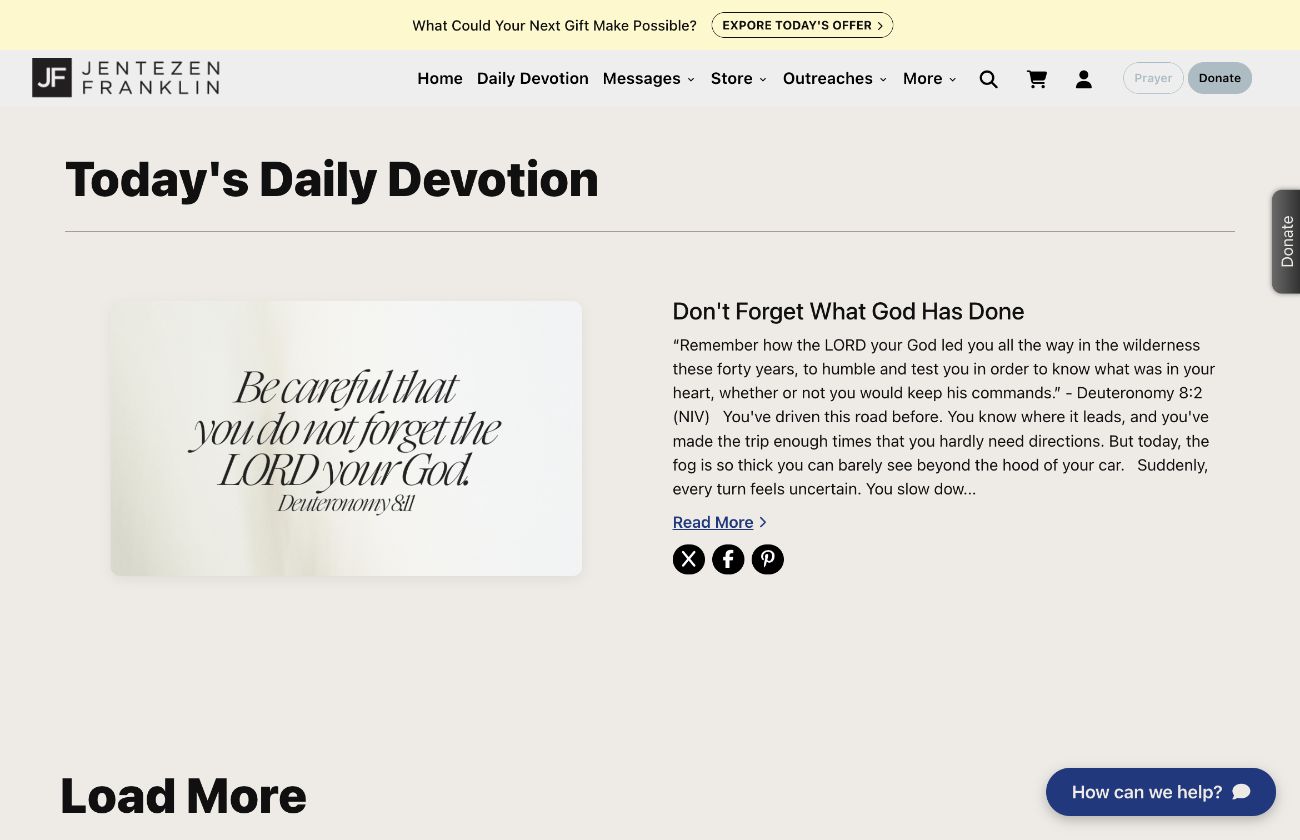 What Could Your Next Gift Make Possible?
EXPORE TODAY'S OFFER
JF JENTEZEN FRANKLIN
Home Daily Devotion Messages Store Outreaches More Prayer Donate
Today's Daily Devotion
Donate
Be careful that
you do not forget the
LORD your God.
Deuteronomy 8:11
Don't Forget What God Has Done
“Remember how the LORD your God led you all the way in the wilderness
these forty years, to humble and test you in order to know what was in your
heart, whether or not you would keep his commands.” - Deuteronomy 8:2
(NIV) You've driven this road before. You know where it leads, and you've
made the trip enough times that you hardly need directions. But today, the
fog is so thick you can barely see beyond the hood of your car. Suddenly,
every turn feels uncertain. You slow dow...
Read More
Load More
How can we help?